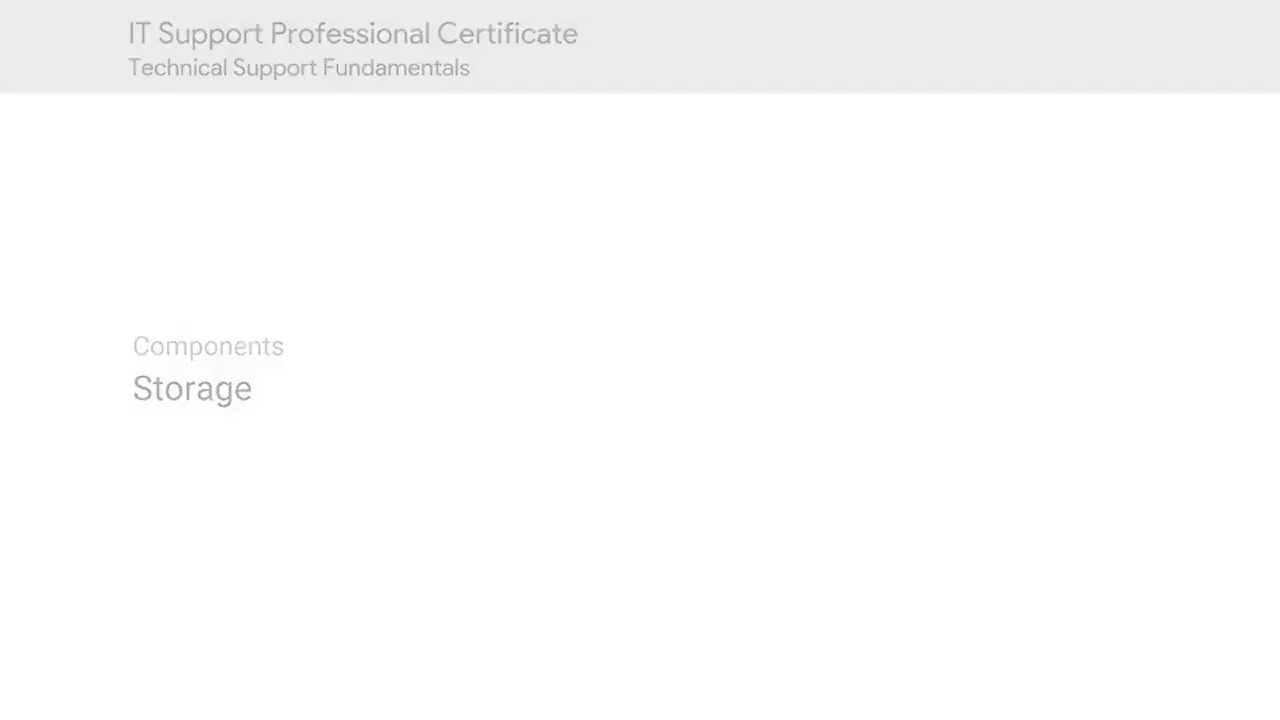 IT Support Professional Certificate
Technical Support Fundamentals
Components
Storage